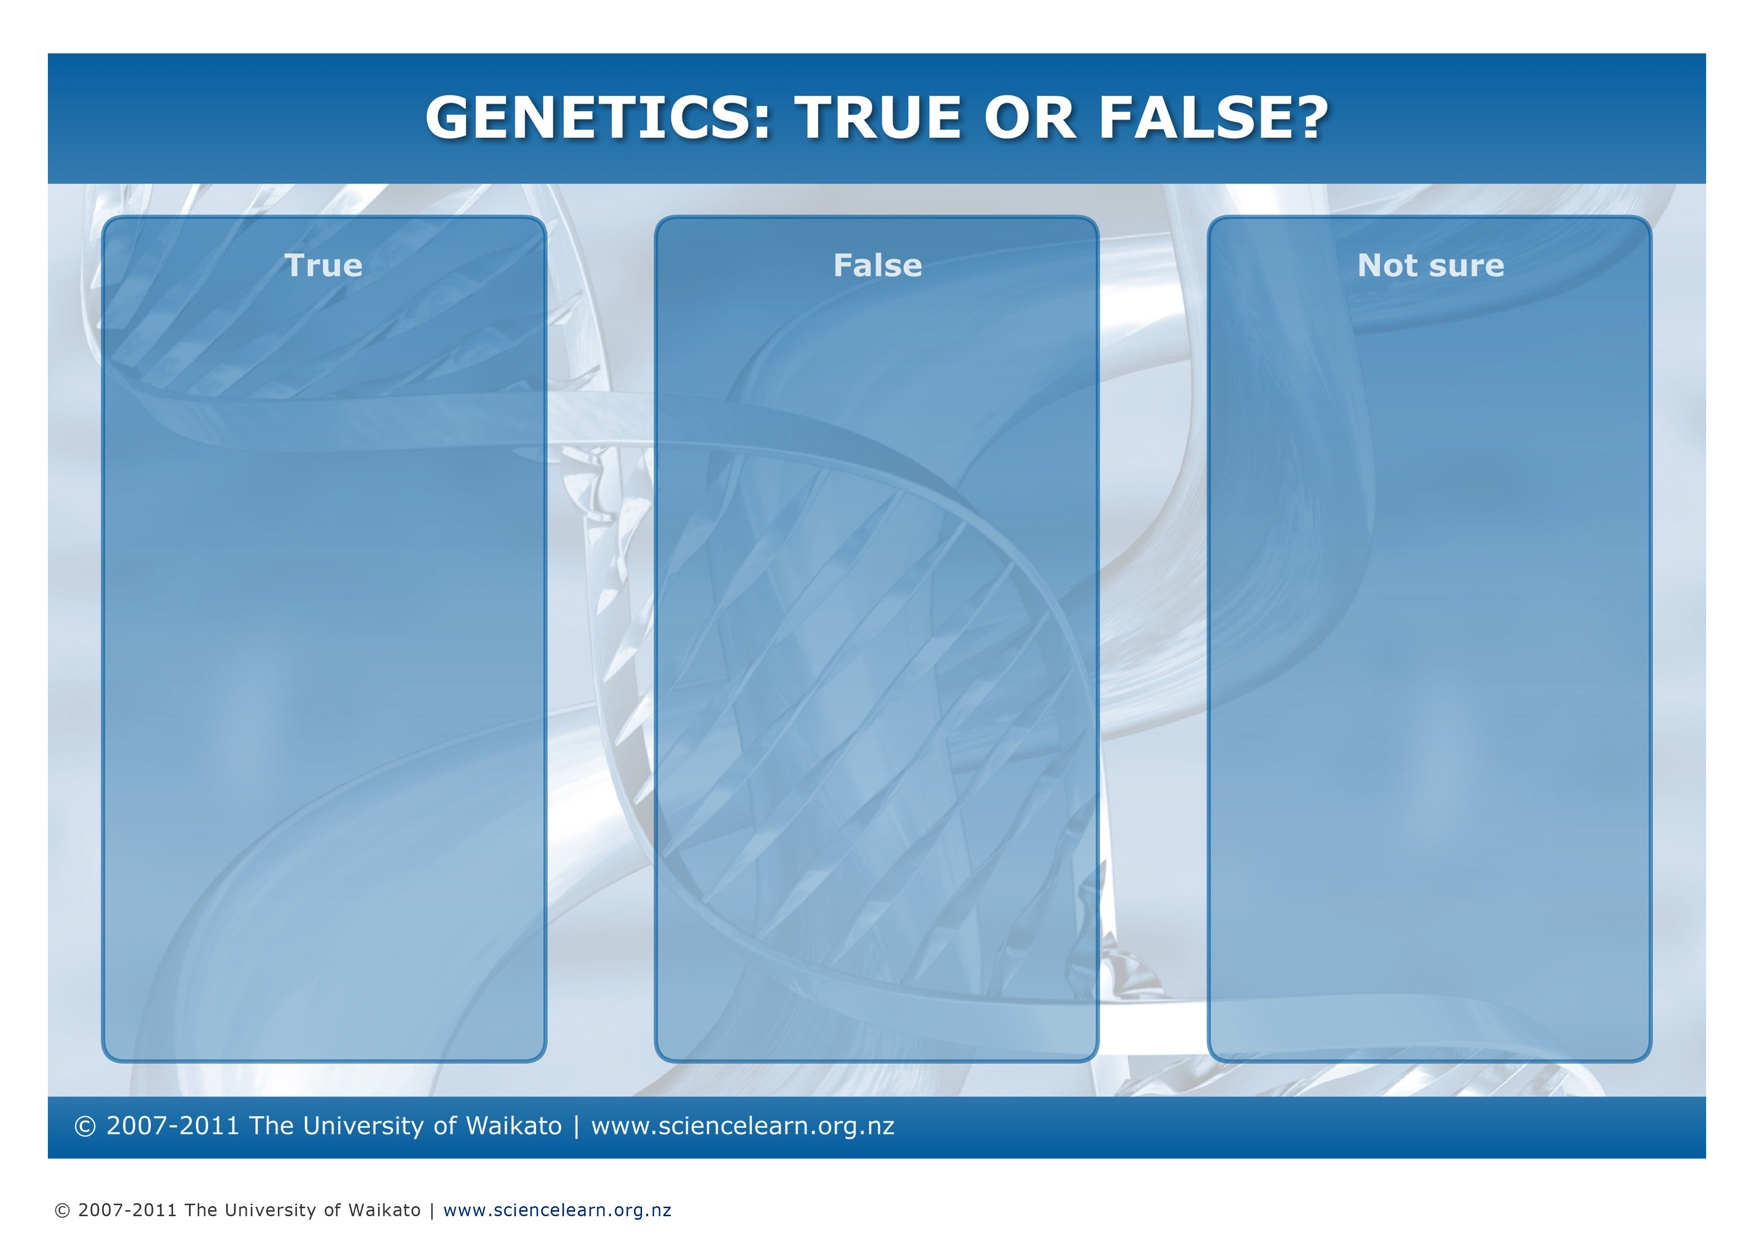 GENETICS: TRUE OR FALSE?
True
False
Not sure
© 2007-2011 The University of Waikato | www.sciencelearn.org.nz
© 2007-2011 The University of Waikato | www.sciencelearn.org.nz